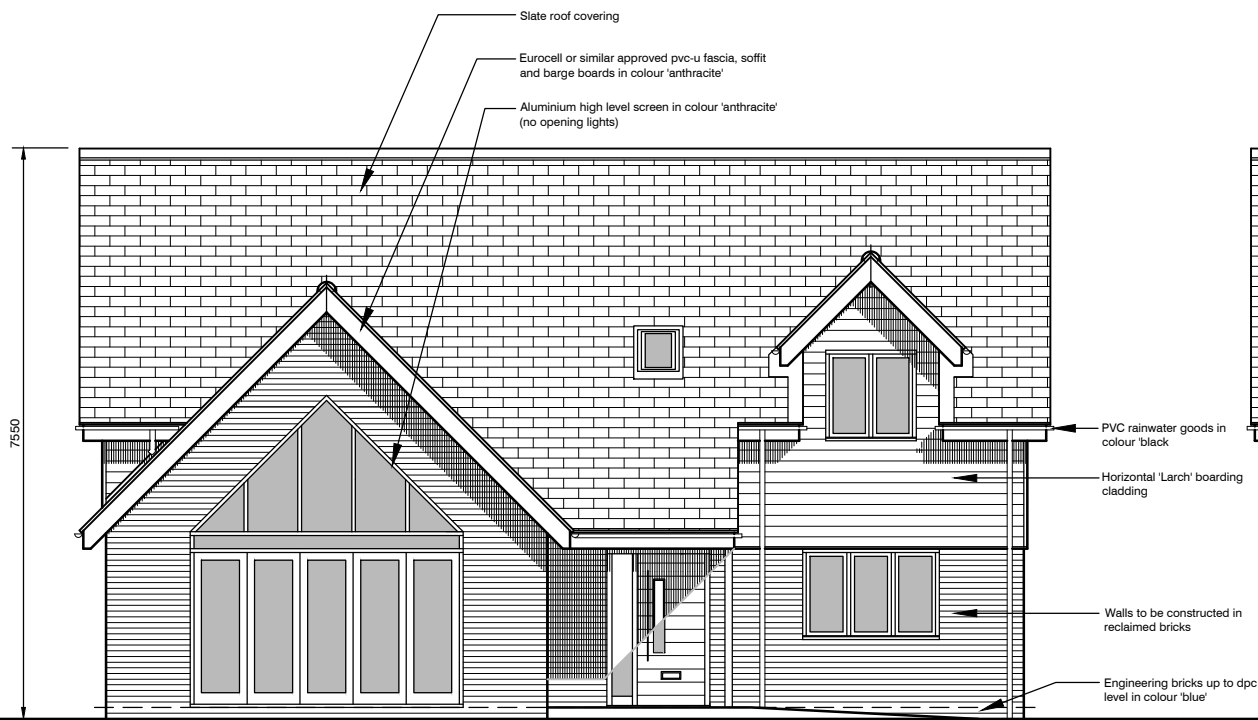 Slate roof covering
Eurocell or similar approved pvc-u fascia, soffit
and barge boards in colour 'anthracite'
Aluminium high level screen in colour 'anthracite'
(no opening lights)
7550
PVC rainwater goods in
colour 'black
Horizontal 'Larch' boarding
cladding
Walls to be constructed in
reclaimed bricks
Engineering bricks up to dpc
level in colour 'blue'